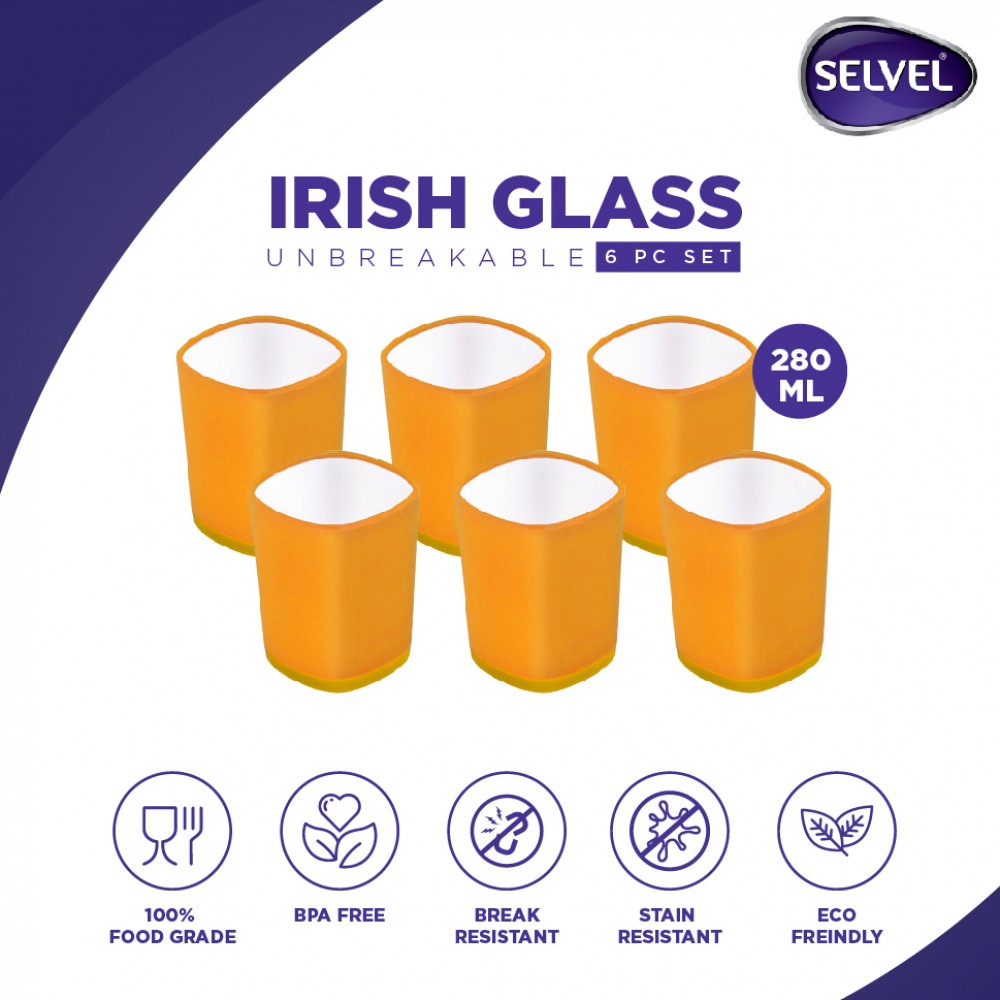 SELVEL®
IRISH GLASS
UNBREAKABLE 6 PC SET
280
ML
100%
FOOD GRADE
BPA FREE
BREAK
RESISTANT
STAIN
RESISTANT
ECO
FREINDLY